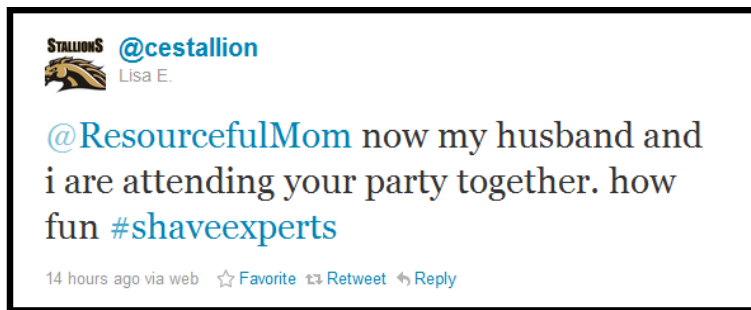 STALLIONS
@cestallion
Lisa E.
@ResourcefulMom now my husband and
i are attending your party together. how
fun #shaveexperts
14 hours ago via web Favorite Retweet Reply